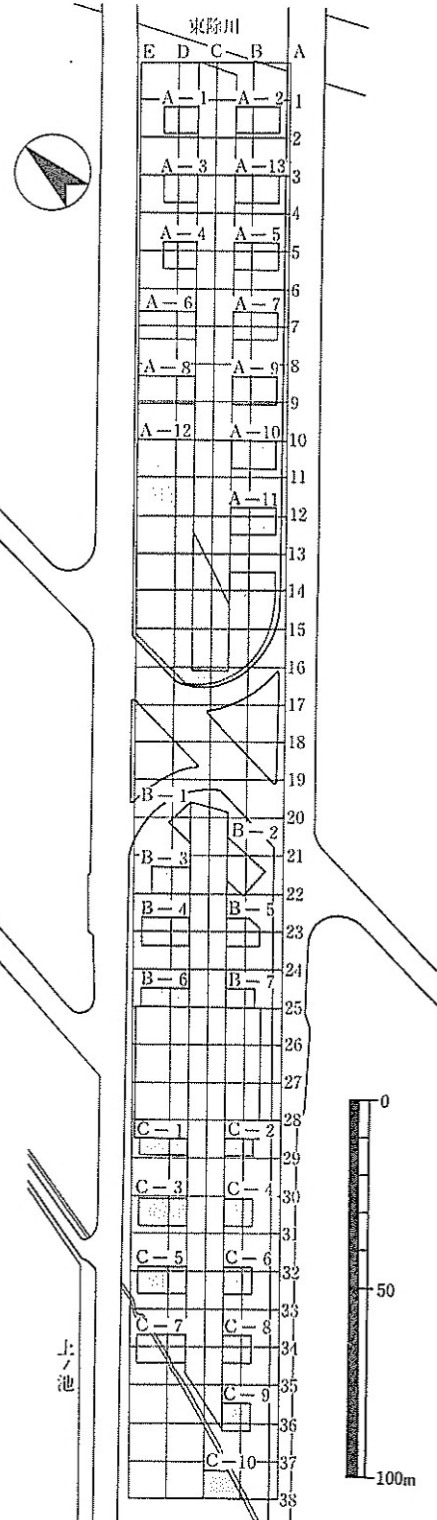 東除川
E D C B A
1
A－1 A－2
2
A－3 A－13 3
4
A－4 A－5 5
6
A－6 A－7
7
8
A－8 A－9
9
A－12 A－10 10
11
A－11
12
13
14
15
16
17
18
19
B－1
20
B－2
21
B－3
22
B－4 B－5
23
24
B－6 B－7
25
26
27
28
C－1 C－2
29
C－3 C－4 30
31
C－5 C－6
32
33
C－7 C－8
34
35
C－9
36
C－10 37
38
上ノ池
0
50
100m